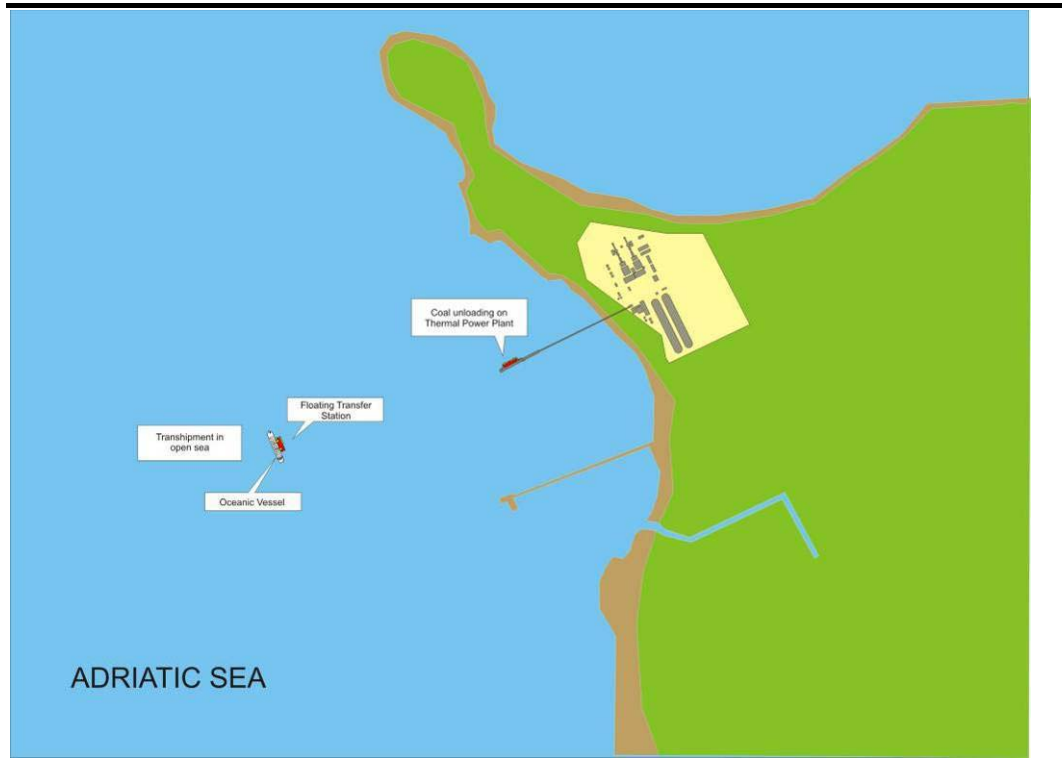 Coal unloading on
Thermal Power Plant
Floating Transfer
Station
Transhipment in
open sea
Oceanic Vessel
ADRIATIC SEA